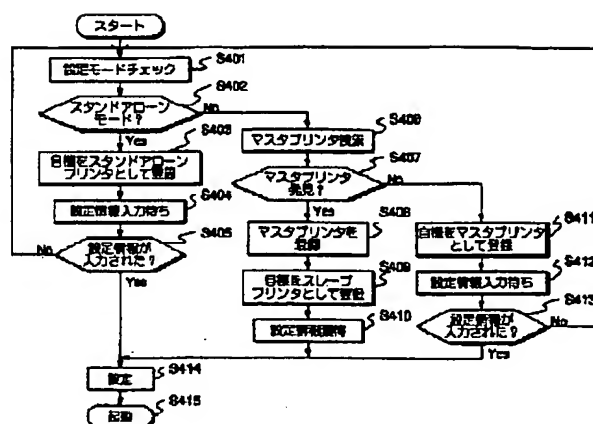 スタート
設定モードチェック
S401
スタンドアローン
モード?
S402
No
Yes
S403
自機をスタンドアローン
プリンタとして登録
S404
設定情報入力待ち
S405
設定情報が
入力された?
No
Yes
マスタプリンタ検索
S406
マスタプリンタ
発見?
S407
No
Yes
S408
マスタプリンタを
登録
S409
自機をスレーブ
プリンタとして登録
S410
設定情報
S411
自機をマスタプリンタ
として登録
S412
設定情報入力待ち
S413
設定情報が
入力された?
No
Yes
設定
S414
起動
S415